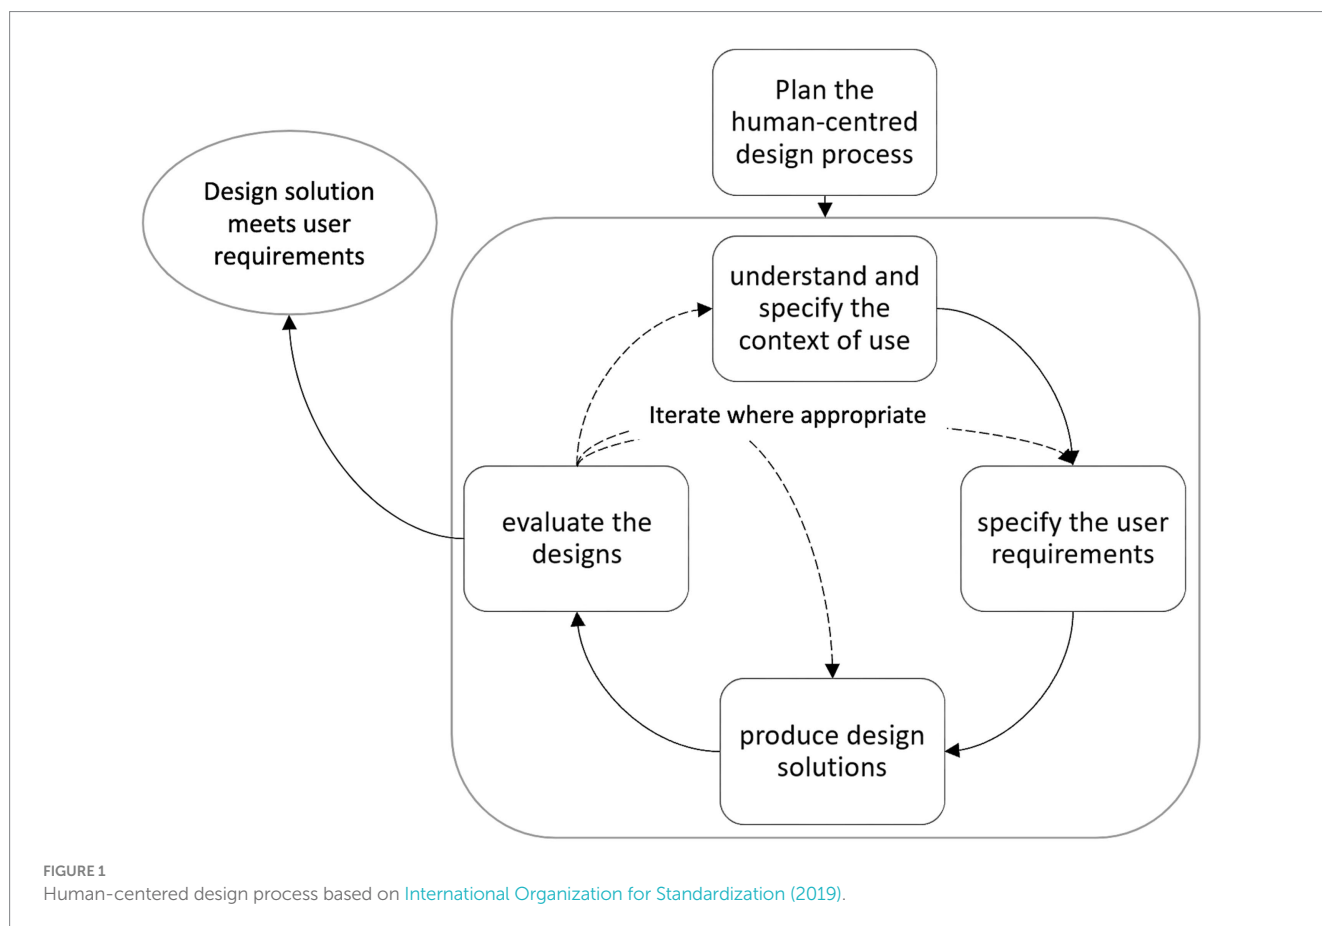 Plan the
human-centred
design process
Design solution
meets user
requirements
understand and
specify the
context of use
Iterate where appropriate
evaluate the
designs
specify the user
requirements
produce design
solutions
FIGURE 1
Human-centered design process based on International Organization for Standardization (2019).